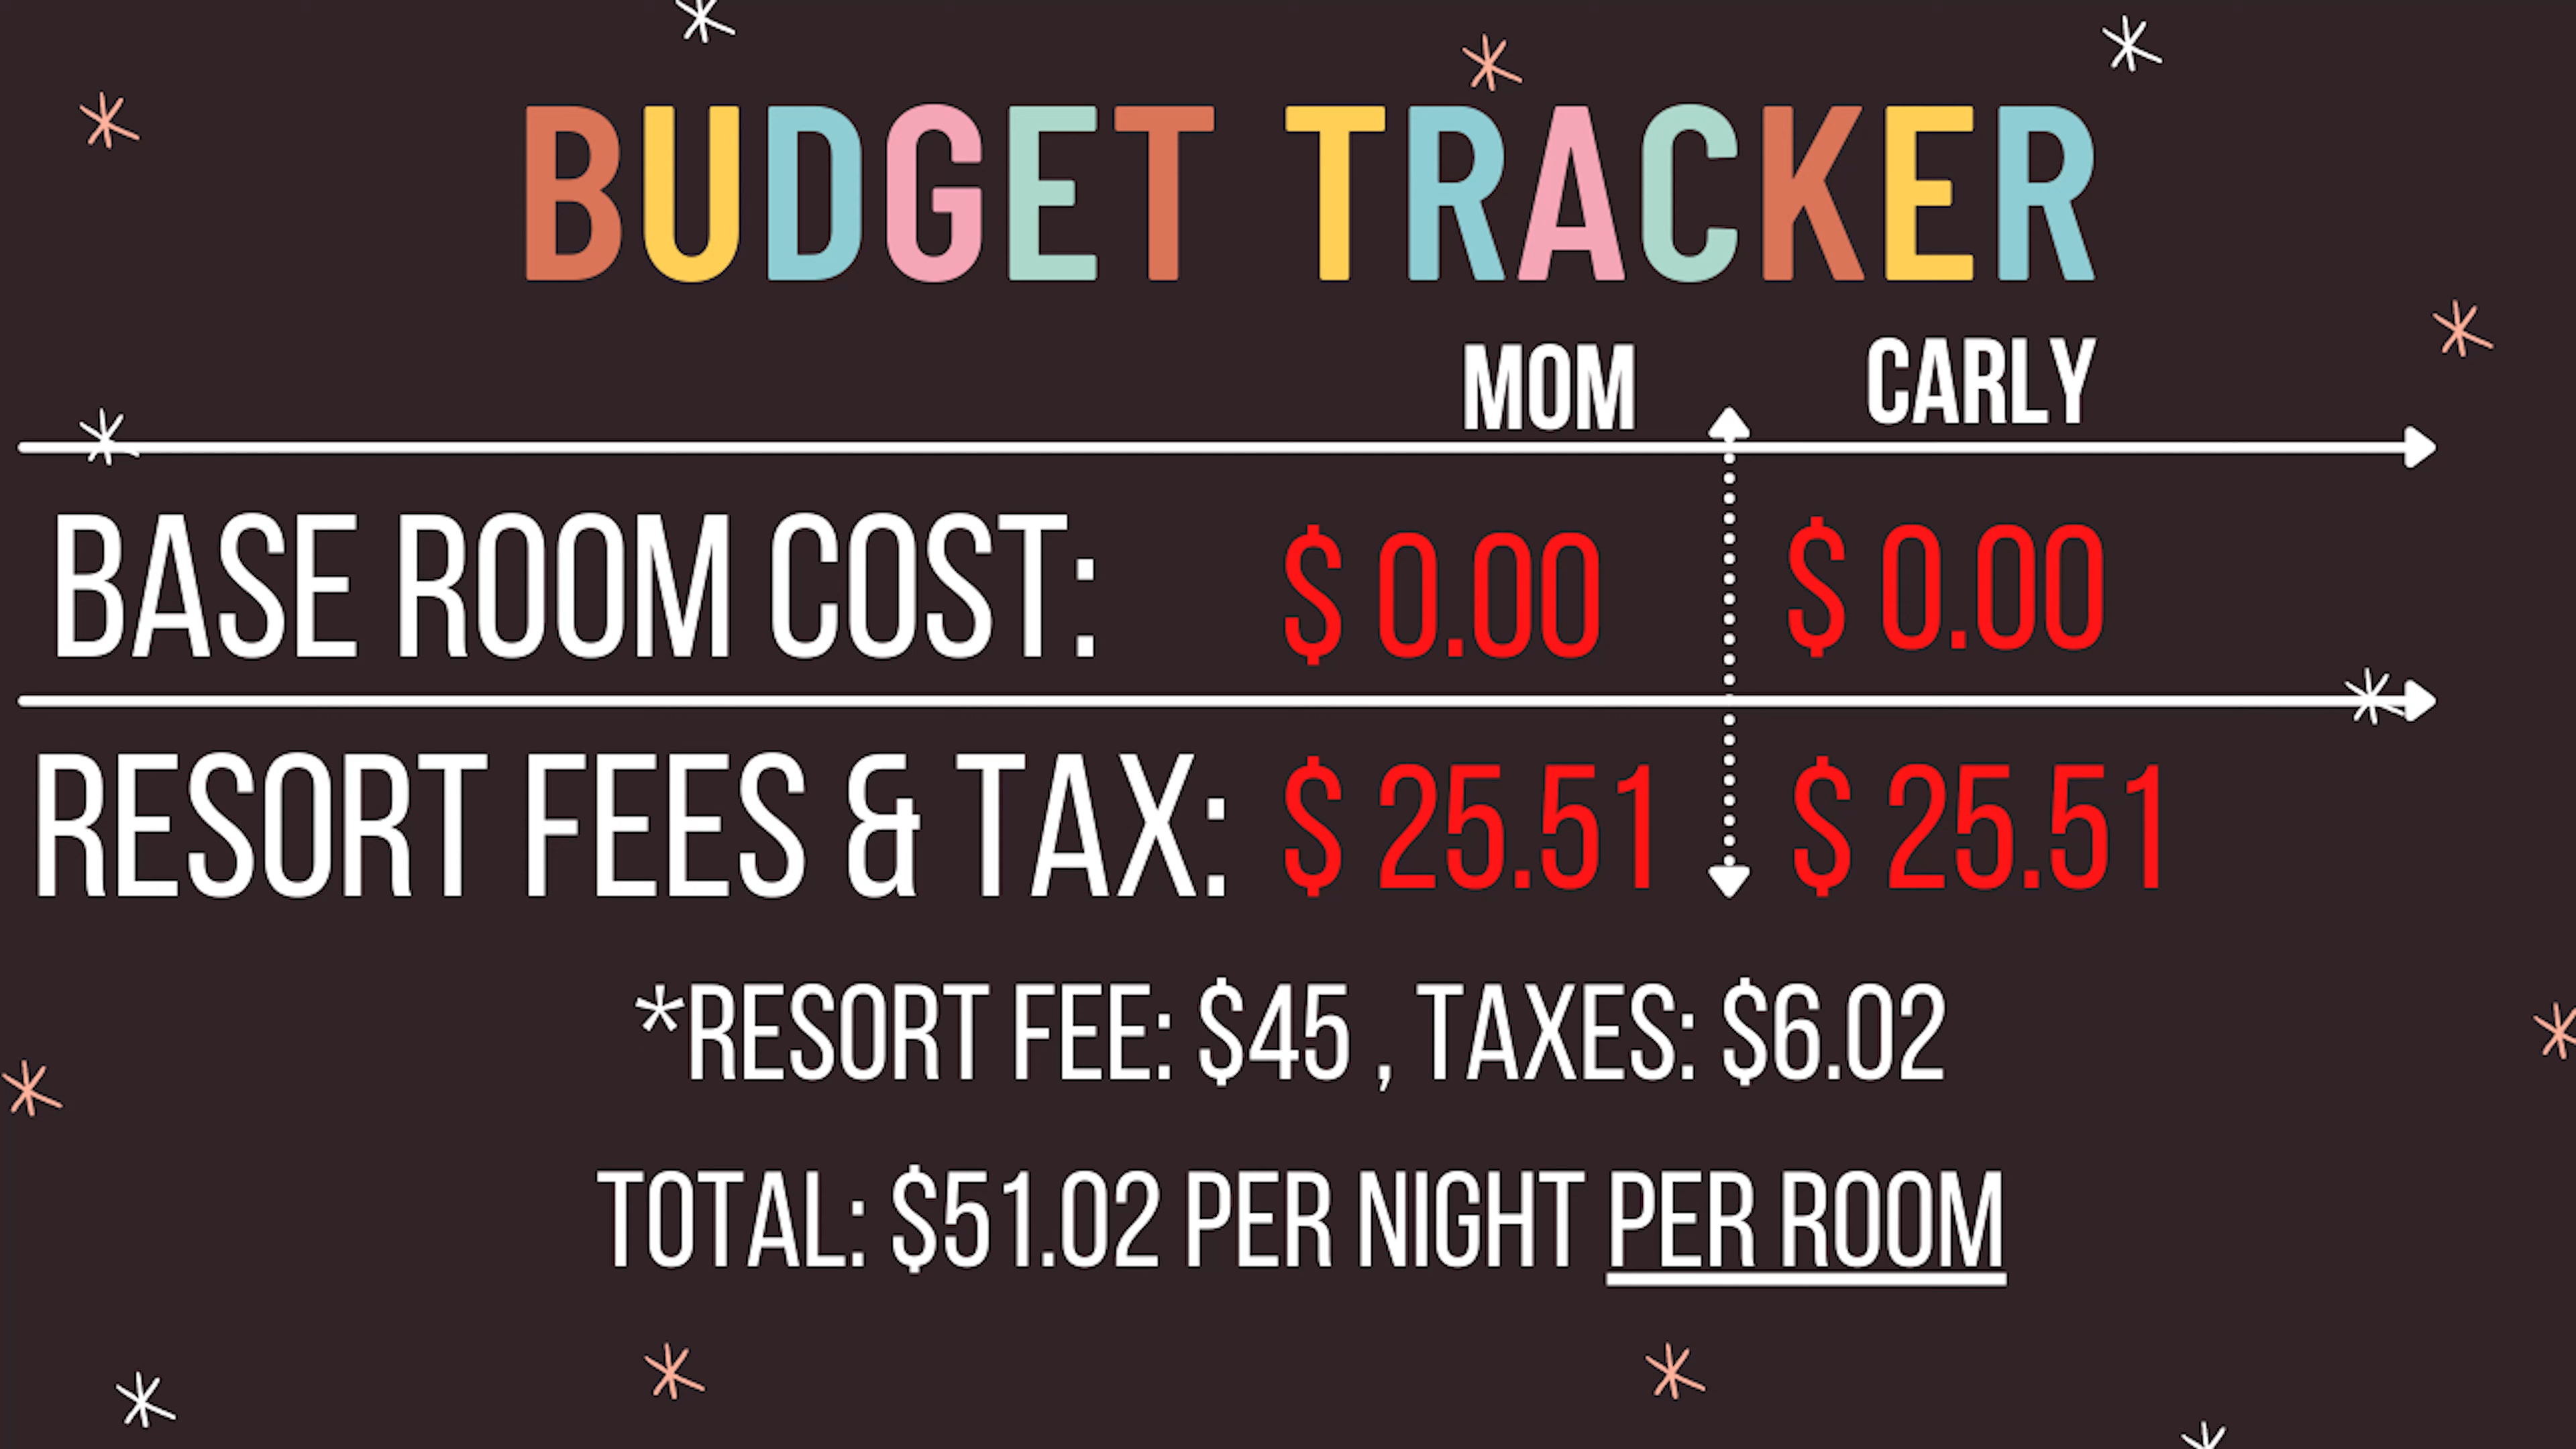 BUDGET TRACKER
MOM CARLY
BASE ROOM COST: $ 0.00 $ 0.00
RESORT FEES & TAX: $ 25.51 $ 25.51
*RESORT FEE: $45 , TAXES: $6.02
TOTAL: $51.02 PER NIGHT PER ROOM